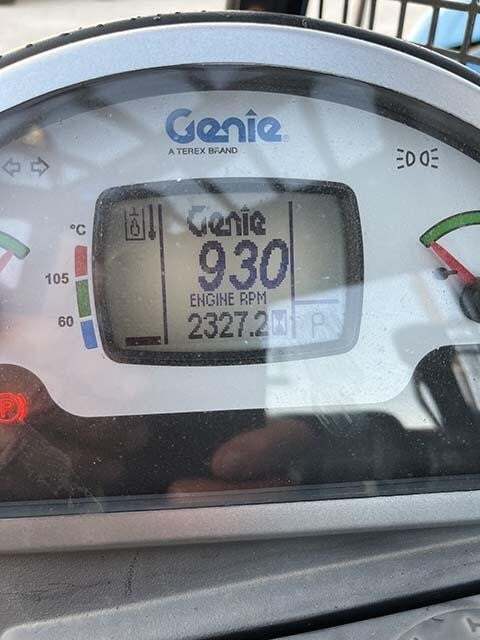 Genie
A TEREX BRAND
°C
105
60
Genie
930
ENGINE RPM
2327.2
P